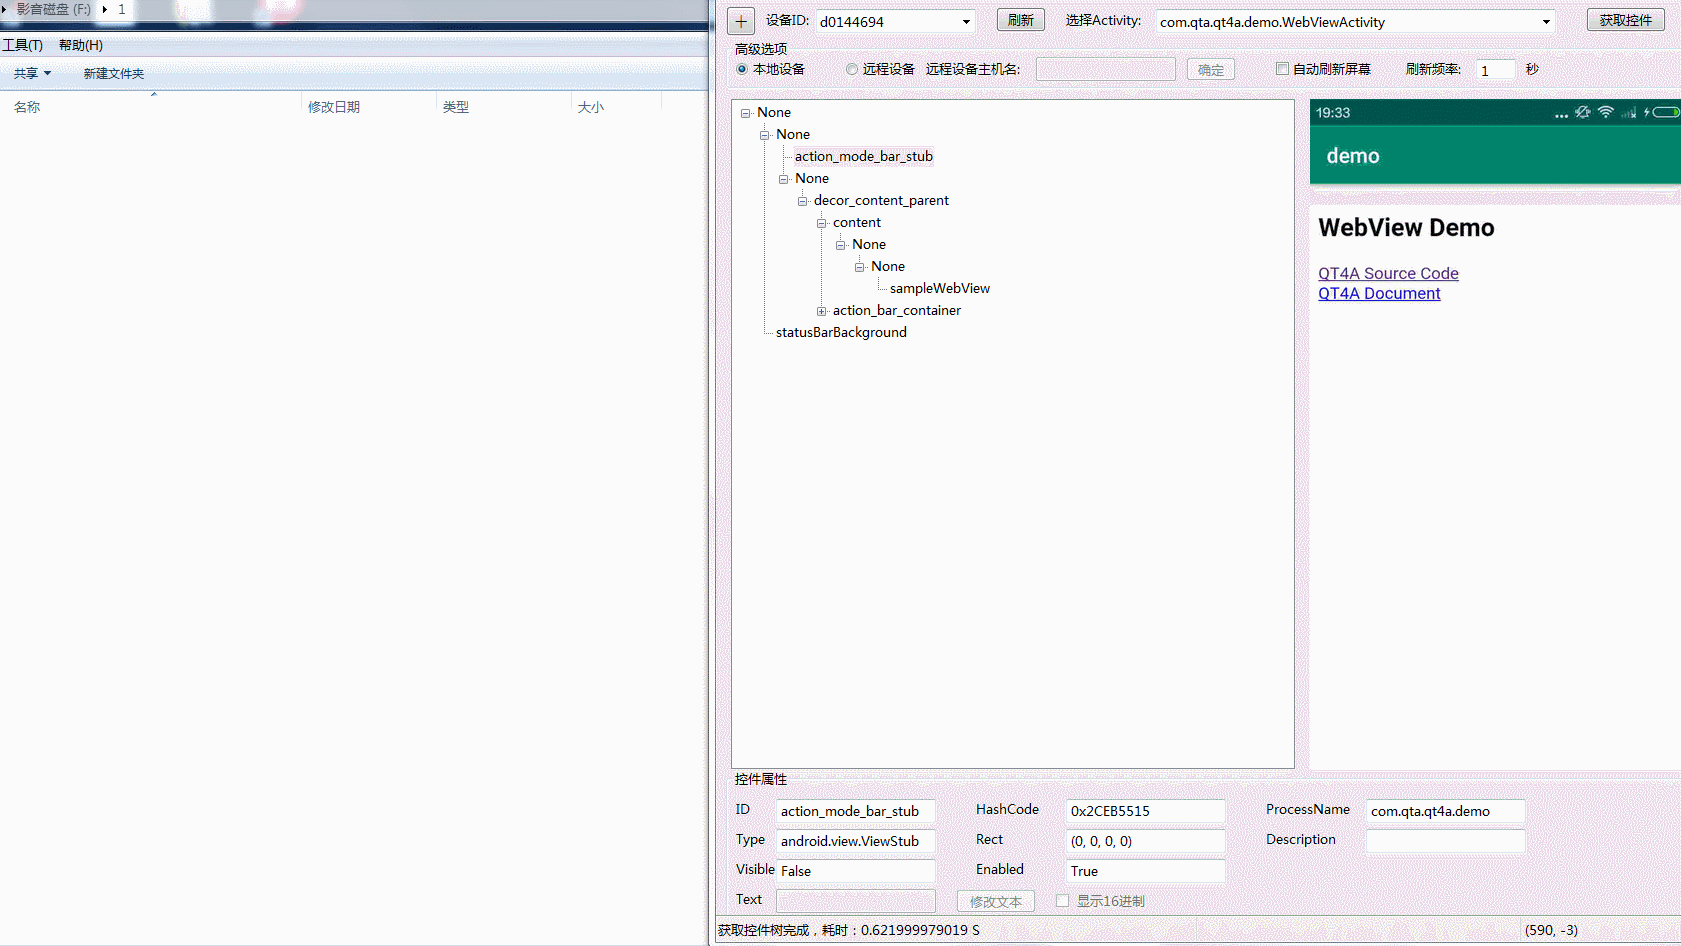 影音磁盘 (F:) 1
工具(T) 帮助(H)
共享 新建文件夹
名称 修改日期 类型 大小
设备ID: d0144694 刷新 选择Activity: com.qta.qt4a.demo.WebViewActivity 获取控件
高级选项
本地设备 远程设备 远程设备主机名: 确定 自动刷新屏幕 刷新频率: 1 秒
None
None
action_mode_bar_stub
None
decor_content_parent
content
None
None
sampleWebView
action_bar_container
statusBarBackground
19:33
demo
WebView Demo
QT4A Source Code
QT4A Document
控件属性
ID action_mode_bar_stub HashCode 0x2CEB5515 ProcessName com.qta.qt4a.demo
Type android.view.ViewStub Rect (0, 0, 0, 0) Description
Visible False Enabled True
Text 修改文本 显示16进制
获取控件树完成，耗时：0.621999979019 S (590, -3)